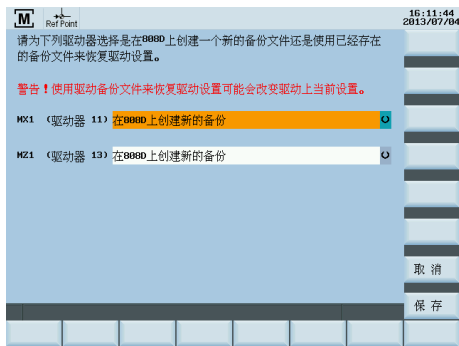 M Ref Point
16:11:44
2013/07/04
请为下列驱动器选择是在808D上创建一个新的备份文件还是使用已经存在
的备份文件来恢复驱动设置。
警告！使用驱动备份文件来恢复驱动设置可能会改变驱动上当前设置。
MX1 (驱动器 11) 在808D上创建新的备份
MZ1 (驱动器 13) 在808D上创建新的备份
取消
保存